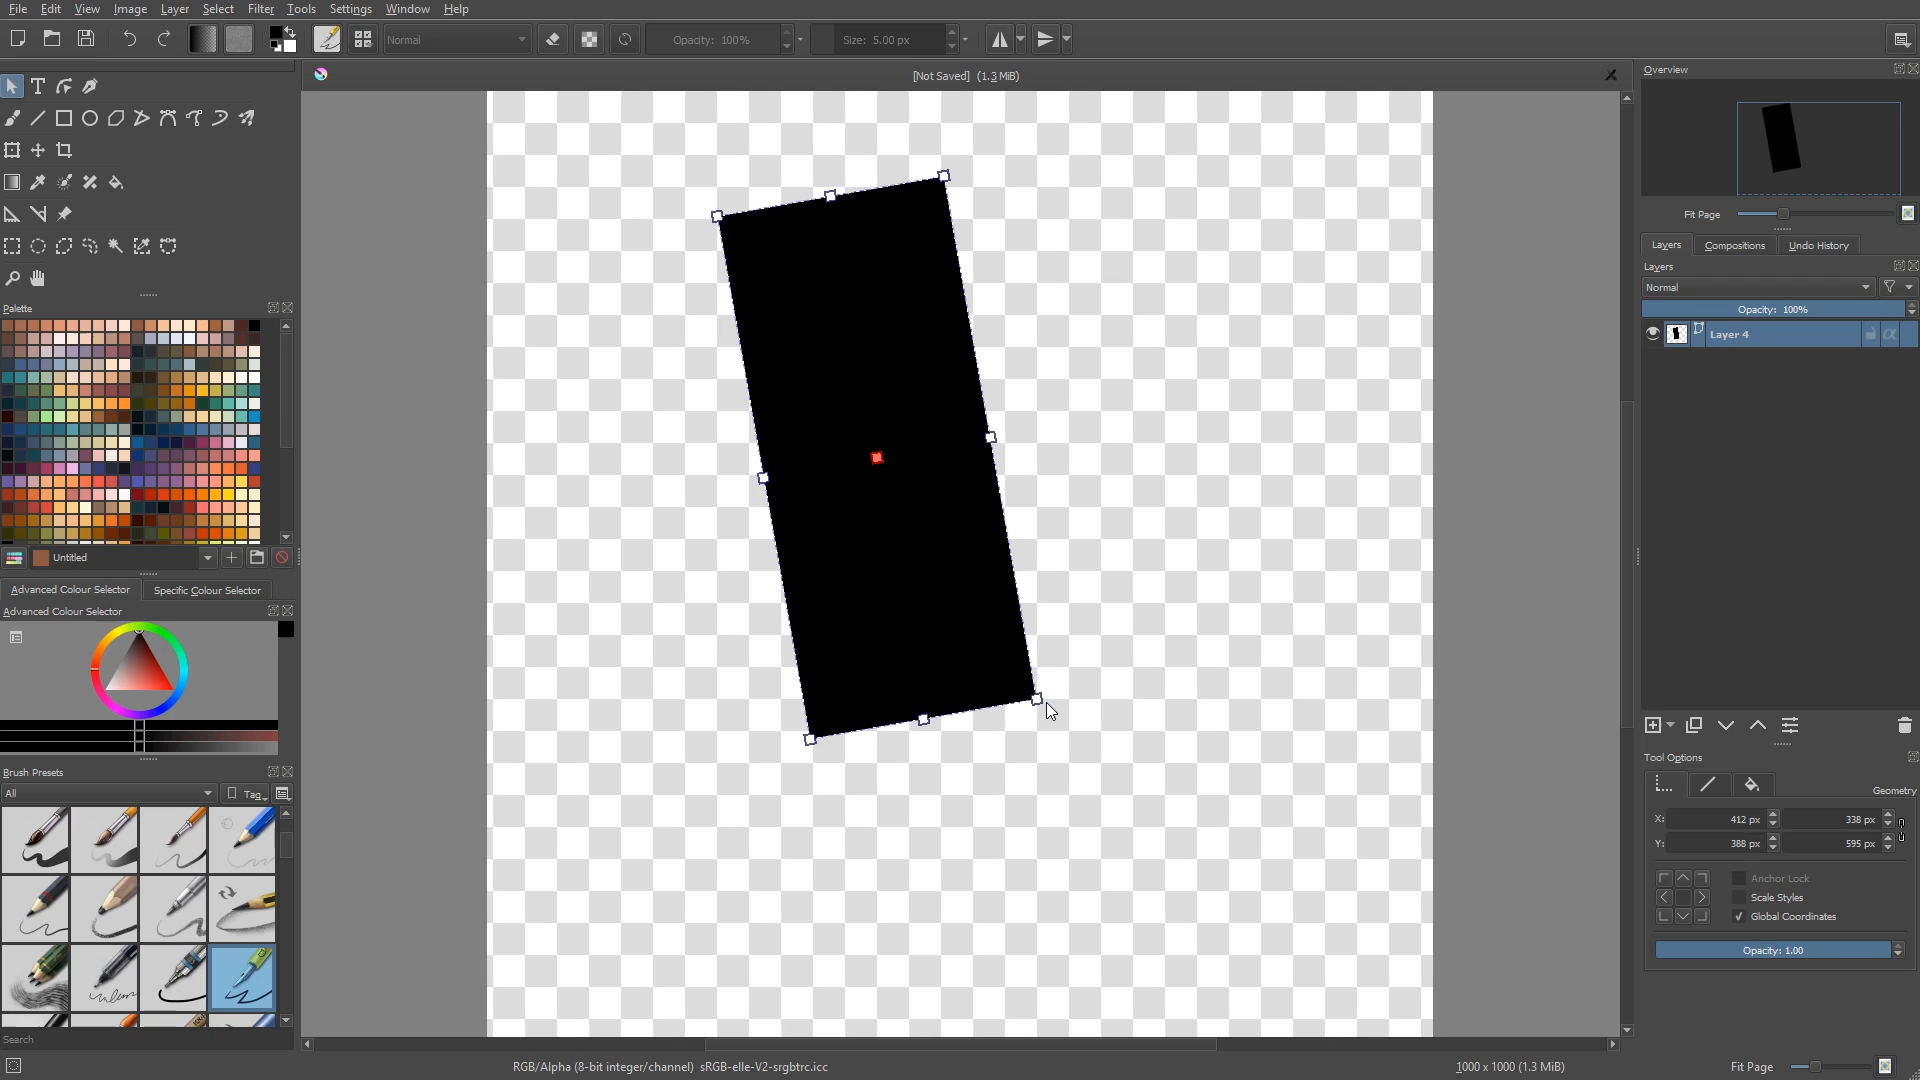 File Edit View Image Layer Select Filter Tools Settings Window Help
Normal Opacity: 100% Size: 5.00 px
[Not Saved] (1.3 MiB)
Overview
Fit Page
Layers Compositions Undo History
Layers
Normal
Opacity: 100%
Layer 4
Palette
Untitled
Advanced Colour Selector Specific Colour Selector
Advanced Colour Selector
Brush Presets
All Tag
Search
Tool Options
Geometry
X: 412 px 338 px
Y: 388 px 595 px
Anchor Lock
Scale Styles
Global Coordinates
Opacity: 1.00
RGB/Alpha (8-bit integer/channel) sRGB-elle-V2-srgbtrc.icc 1000 x 1000 (1.3 MiB) Fit Page